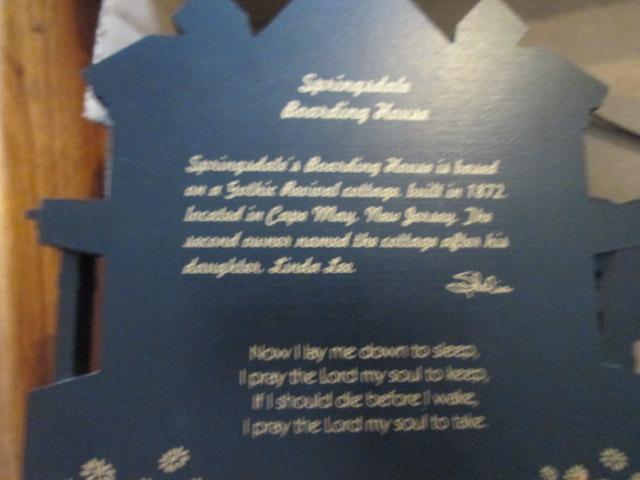 Springsdale
Boarding House
Springsdale's Boarding House is based
on a Gothic Revival cottage, built in 1872
located in Cape May, New Jersey. The
second owner named the cottage after his
daughter, Linda Lee.
Now I lay me down to sleep,
I pray the Lord my soul to keep,
If I should die before I wake,
I pray the Lord my soul to take.